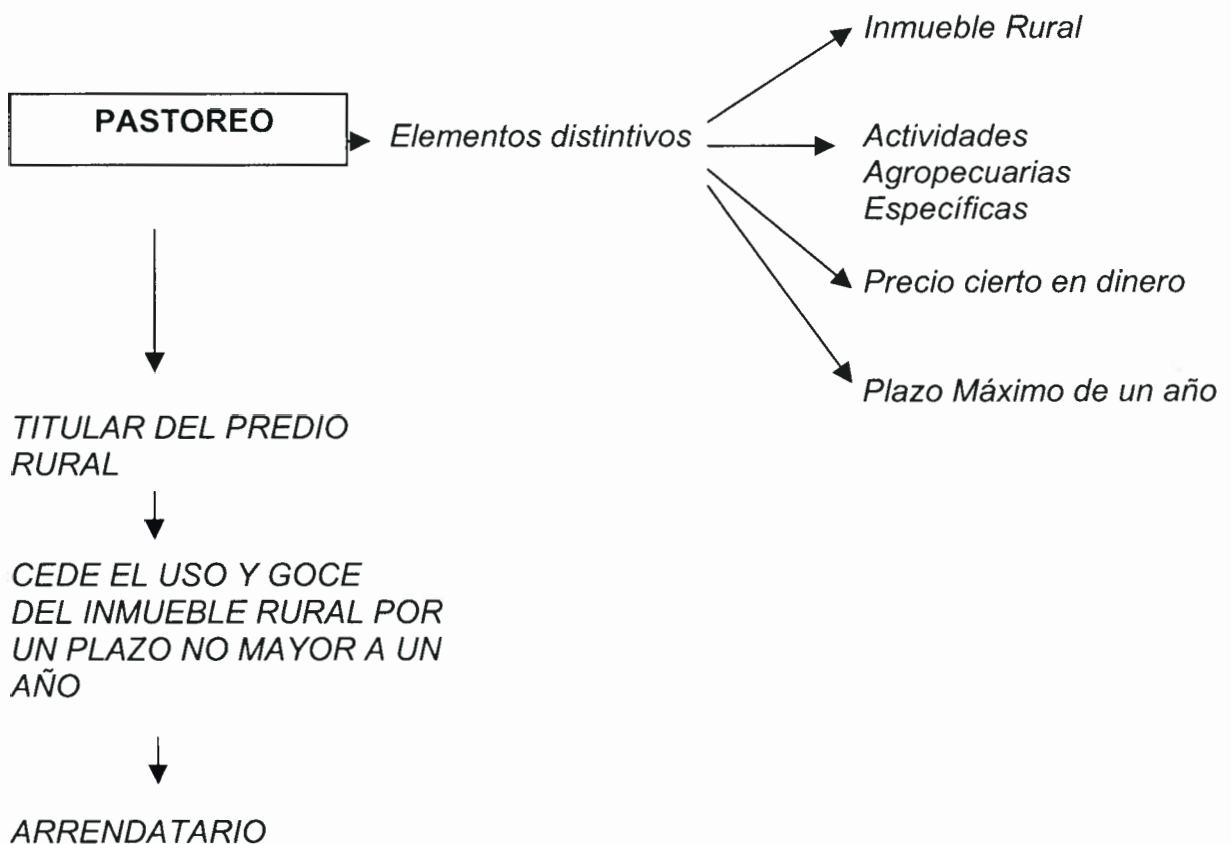 Inmueble Rural
PASTOREO
Elementos distintivos
Actividades
Agropecuarias
Específicas
Precio cierto en dinero
Plazo Máximo de un año
TITULAR DEL PREDIO
RURAL
CEDE EL USO Y GOCE
DEL INMUEBLE RURAL POR
UN PLAZO NO MAYOR A UN
AÑO
ARRENDATARIO